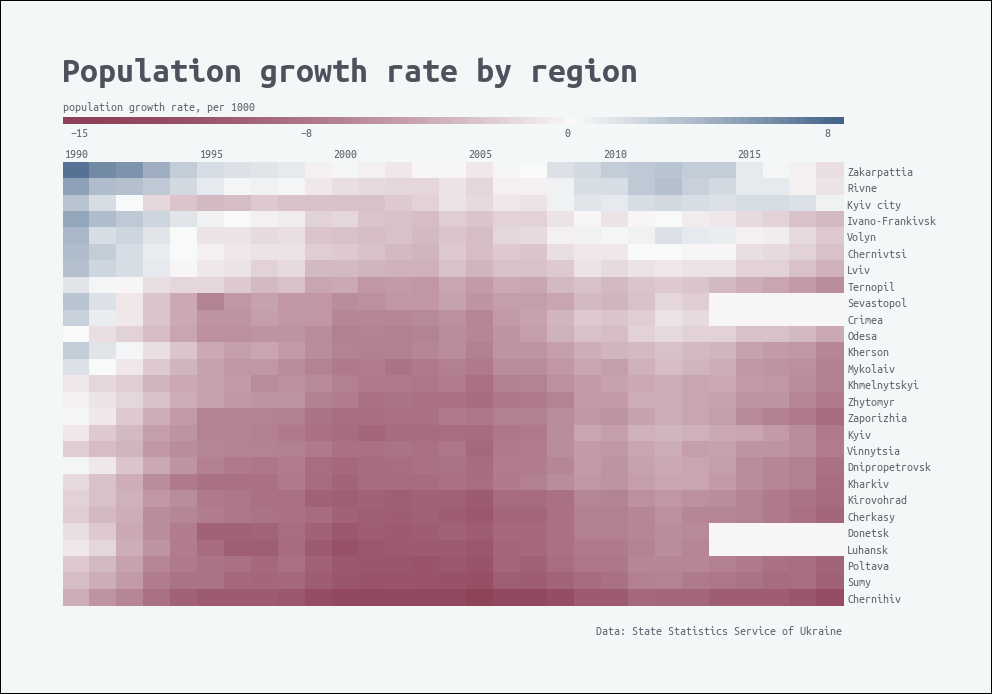 Population growth rate by region
population growth rate, per 1000
−15 −8 0 8
1990 1995 2000 2005 2010 2015
Zakarpattia
Rivne
Kyiv city
Ivano-Frankivsk
Volyn
Chernivtsi
Lviv
Ternopil
Sevastopol
Crimea
Odesa
Kherson
Mykolaiv
Khmelnytskyi
Zhytomyr
Zaporizhia
Kyiv
Vinnytsia
Dnipropetrovsk
Kharkiv
Kirovohrad
Cherkasy
Donetsk
Luhansk
Poltava
Sumy
Chernihiv
Data: State Statistics Service of Ukraine